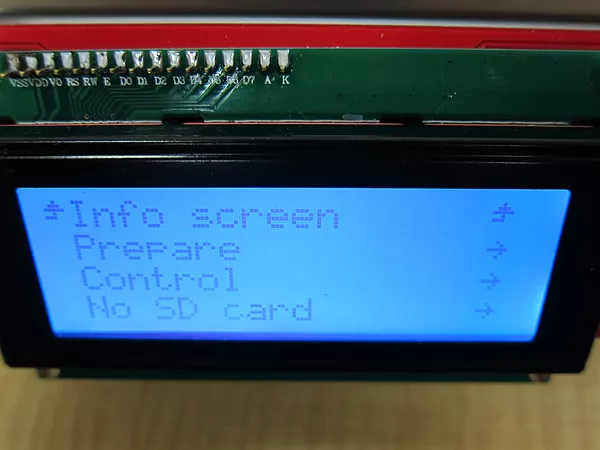 VSS VDD VO RS RW E D0 D1 D2 D3 D4 D5 D6 D7 A K
Info screen
Prepare →
Control →
No SD card →